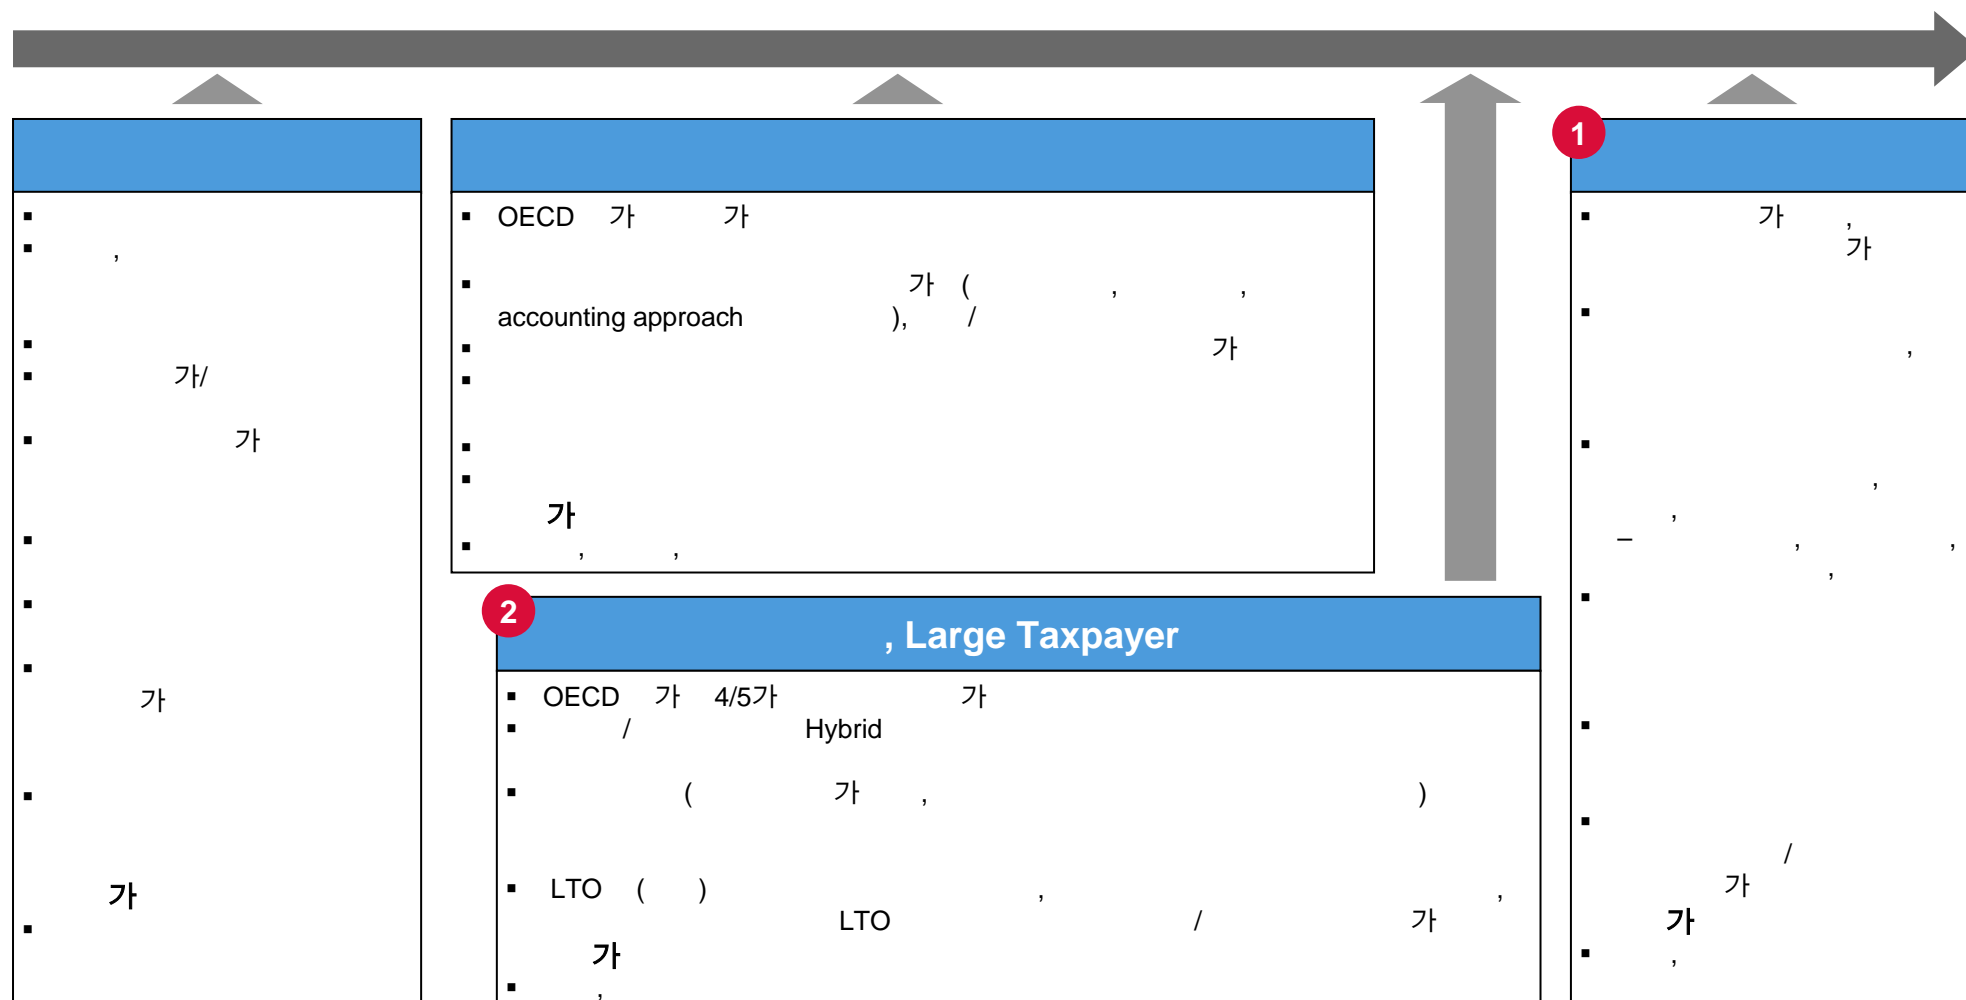 ,
가/
가
가
가
OECD 가 가
가 ( , ,
accounting approach ), /
가
가
, ,
2
, Large Taxpayer
OECD 가 4/5가 가
/ Hybrid
( 가 , )
LTO ( ) , ,
LTO / 가
가
,
1
가 ,
가
,
,
,
– , ,
,
/
가
가
,